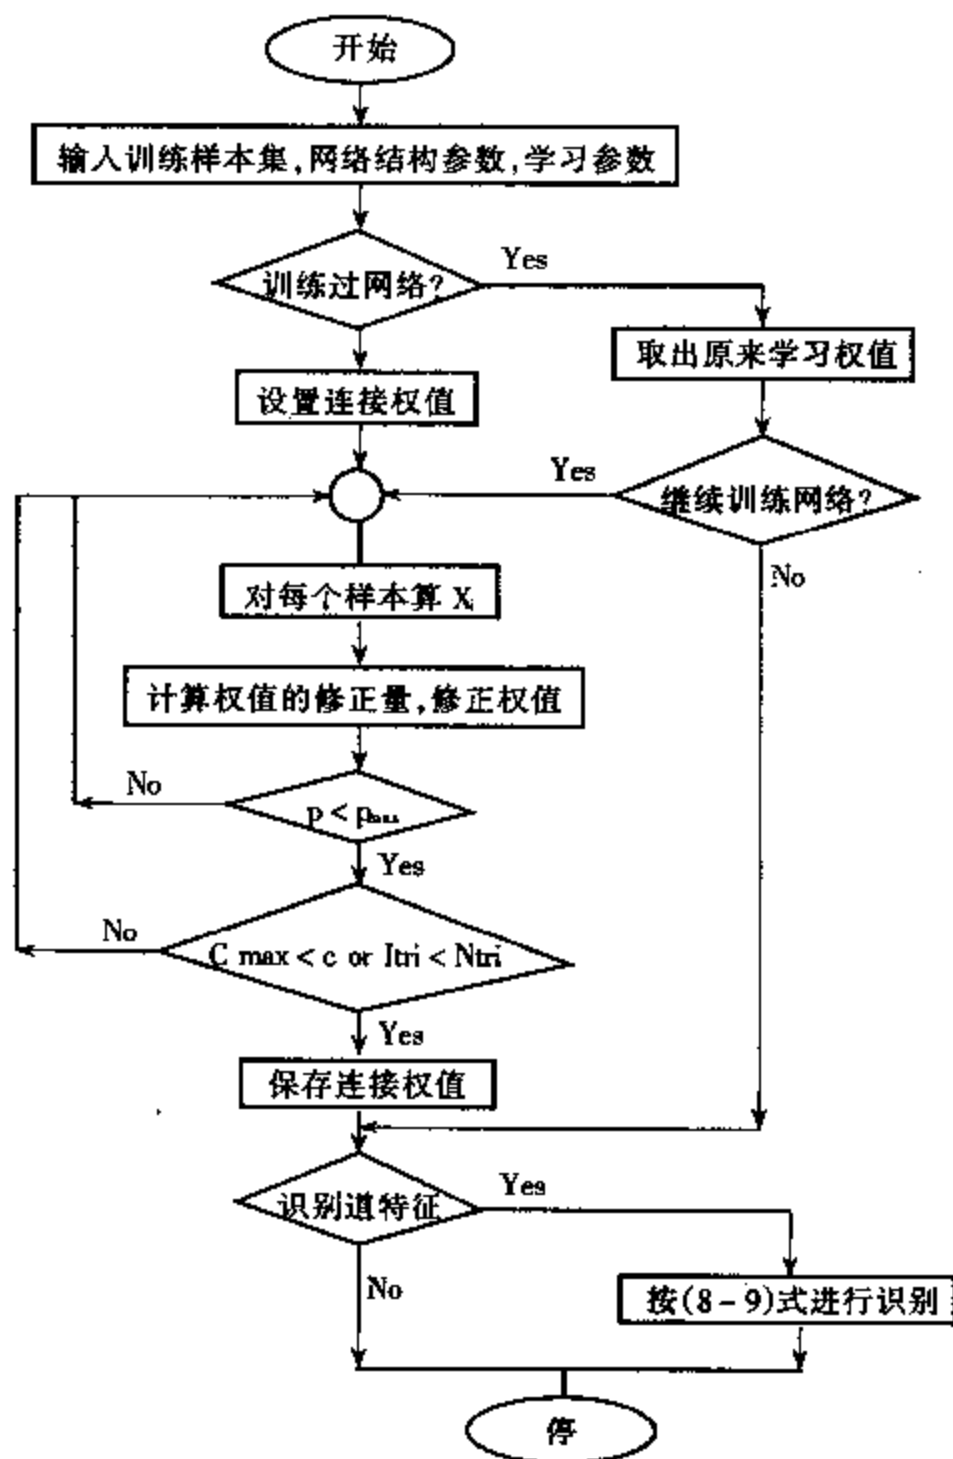 开始
输入训练样本集,网络结构参数,学习参数
训练过网络?
Yes
取出原来学习权值
设置连接权值
Yes
继续训练网络?
No
对每个样本算 Xi
计算权值的修正量,修正权值
No
p <
Yes
No
C max < c or Itri < Ntri
Yes
保存连接权值
识别道特征
Yes
No
按(8-9)式进行识别
停